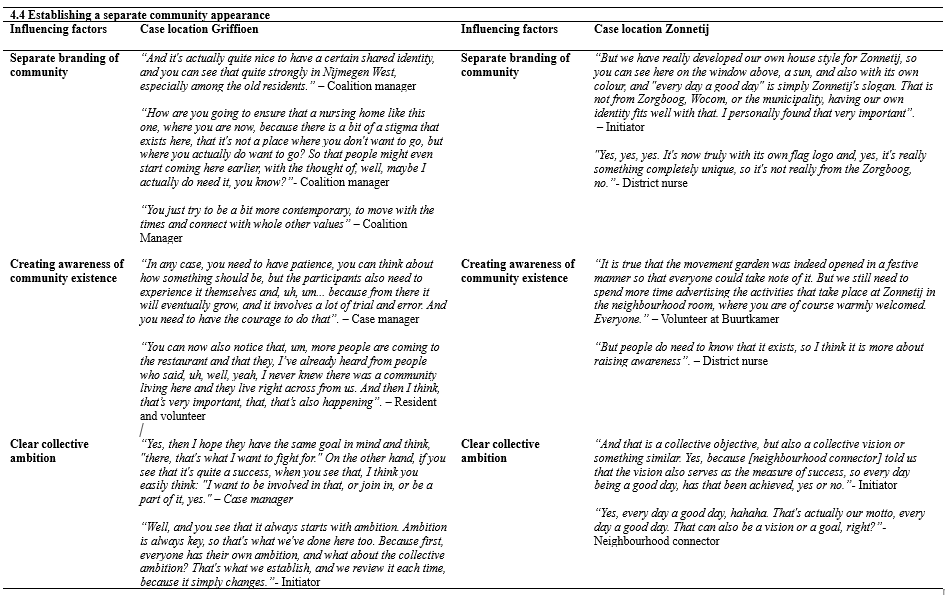 4.4 Establishing a separate community appearance
Influencing factors
Case location Griffioen
Influencing factors
Case location Zonnetij
Separate branding of
community
“And it's actually quite nice to have a certain shared identity,
and you can see that quite strongly in Nijmegen West,
especially among the old residents.” – Coalition manager
“How are you going to ensure that a nursing home like this
one, where you are now, because there is a bit of a stigma that
exists here, that it's not a place where you don't want to go, but
where you actually do want to go? So that people might even
start coming here earlier, with the thought of, well, maybe I
actually do need it, you know?”- Coalition manager
“You just try to be a bit more contemporary, to move with the
times and connect with whole other values” – Coalition
Manager
Separate branding of
community
“But we have really developed our own house style for Zonnetij, so
you can see here on the window above, a sun, and also with its own
colour, and "every day a good day" is simply Zonnetij's slogan. That is
not from Zorgboog, Wocom, or the municipality, having our own
identity fits well with that. I personally found that very important”.
– Initiator
"Yes, yes, yes. It's now truly with its own flag logo and, yes, it's really
something completely unique, so it's not really from the Zorgboog,
no.”- District nurse
Creating awareness of
community existence
“In any case, you need to have patience, you can think about
how something should be, but the participants also need to
experience it themselves and, uh, um... because from there it
will eventually grow, and it involves a lot of trial and error. And
you need to have the courage to do that”. – Case manager
“You can now also notice that, um, more people are coming to
the restaurant and that they, I've already heard from people
who said, uh, well, yeah, I never knew there was a community
living here and they live right across from us. And then I think,
that's very important, that, that's also happening”. – Resident
and volunteer
/
Creating awareness of
community existence
“It is true that the movement garden was indeed opened in a festive
manner so that everyone could take note of it. But we still need to
spend more time advertising the activities that take place at Zonnetij in
the neighbourhood room, where you are of course warmly welcomed.
Everyone.” – Volunteer at Buurtkamer
“But people do need to know that it exists, so I think it is more about
raising awareness”. – District nurse
Clear collective
ambition
“Yes, then I hope they have the same goal in mind and think,
"there, that's what I want to fight for." On the other hand, if you
see that it's quite a success, when you see that, I think you
easily think: "I want to be involved in that, or join in, or be a
part of it, yes.” – Case manager
“Well, and you see that it always starts with ambition. Ambition
is always key, so that's what we've done here too. Because first,
everyone has their own ambition, and what about the collective
ambition? That's what we establish, and we review it each time,
because it simply changes.”- Initiator
Clear collective
ambition
“And that is a collective objective, but also a collective vision or
something similar. Yes, because [neighbourhood connector] told us
that the vision also serves as the measure of success, so every day
being a good day, has that been achieved, yes or no.”- Initiator
“Yes, every day a good day, hahaha. That's actually our motto, every
day a good day. That can also be a vision or a goal, right?”-
Neighbourhood connector